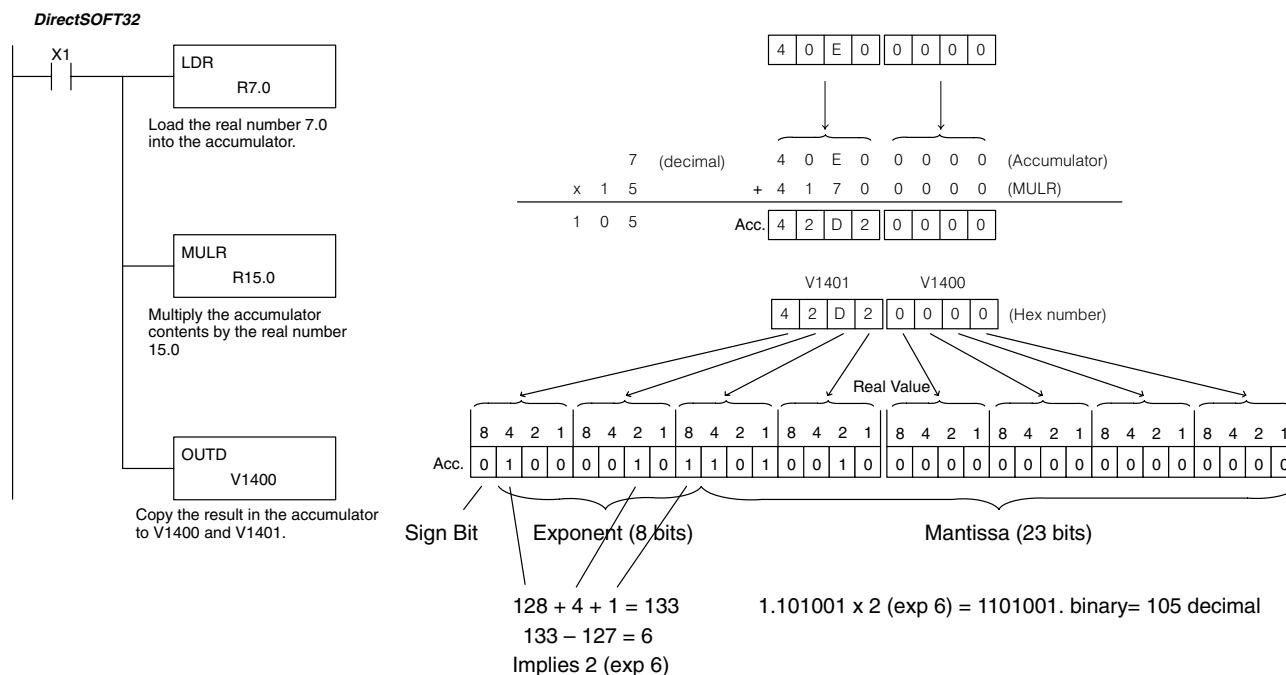 DirectSOFT32
X1
LDR
R7.0
Load the real number 7.0
into the accumulator.
MULR
R15.0
Multiply the accumulator
contents by the real number
15.0
OUTD
V1400
Copy the result in the accumulator
to V1400 and V1401.
4 0 E 0 0 0 0 0
7 (decimal) 4 0 E 0 0 0 0 0 (Accumulator)
x 1 5 + 4 1 7 0 0 0 0 0 (MULR)
1 0 5 Acc. 4 2 D 2 0 0 0 0
V1401 V1400
4 2 D 2 0 0 0 0 (Hex number)
Real Value
8 4 2 1 8 4 2 1 8 4 2 1 8 4 2 1 8 4 2 1 8 4 2 1 8 4 2 1 8 4 2 1
Acc. 0 1 0 0 0 0 1 0 1 1 0 1 0 0 1 0 0 0 0 0 0 0 0 0 0 0 0 0 0 0 0 0
Sign Bit Exponent (8 bits) Mantissa (23 bits)
128 + 4 + 1 = 133 1.101001 x 2 (exp 6) = 1101001. binary= 105 decimal
133 – 127 = 6
Implies 2 (exp 6)